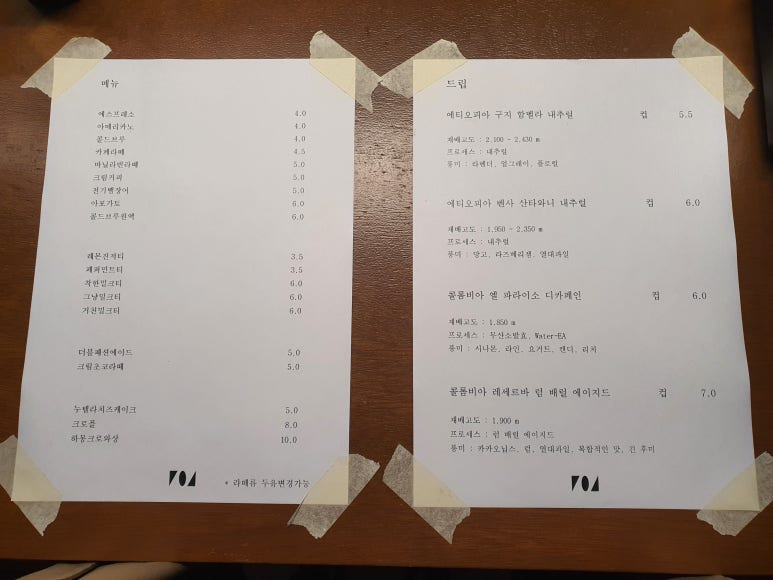 메뉴
에스프레소 4.0
아메리카노 4.0
콜드브루 4.0
카페라떼 4.5
바닐라빈라떼 5.0
크림커피 5.0
전기뱀장어 5.0
아포가토 6.0
콜드브루원액 6.0
레몬진저티 3.5
페퍼민트티 3.5
착한밀크티 6.0
그냥밀크티 6.0
거친밀크티 6.0
더블패션에이드 5.0
크림초코라떼 5.0
누텔라치즈케이크 5.0
크로플 8.0
하몽크로와상 10.0
VOA * 라떼류 두유변경가능
드립
에티오피아 구지 함벨라 내추럴 컵 5.5
재배고도 : 2.100 - 2.430 m
프로세스 : 내추럴
풍미 : 라벤더, 얼그레이, 플로럴
에티오피아 벤사 산타와니 내추럴 컵 6.0
재배고도 : 1.950 - 2.350 m
프로세스 : 내추럴
풍미 : 망고, 라즈베리잼, 열대과일
콜롬비아 엘 파라이소 디카페인 컵 6.0
재배고도 : 1.850 m
프로세스 : 무산소발효, Water-EA
풍미 : 시나몬, 라인, 요거트, 캔디, 리치
콜롬비아 레세르바 럼 배럴 에이지드 컵 7.0
재배고도 : 1.900 m
프로세스 : 럼 배럴 에이지드
풍미 : 카카오닙스, 럼, 열대과일, 복합적인 맛, 긴 후미
VOA